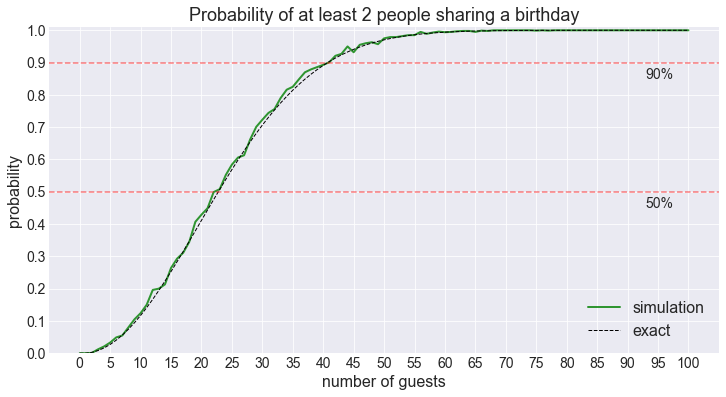 Probability of at least 2 people sharing a birthday
1.0
0.9
90%
0.8
0.7
0.6
probability
0.5
50%
0.4
0.3
0.2
simulation
0.1
exact
0.0
0 5 10 15 20 25 30 35 40 45 50 55 60 65 70 75 80 85 90 95 100
number of guests